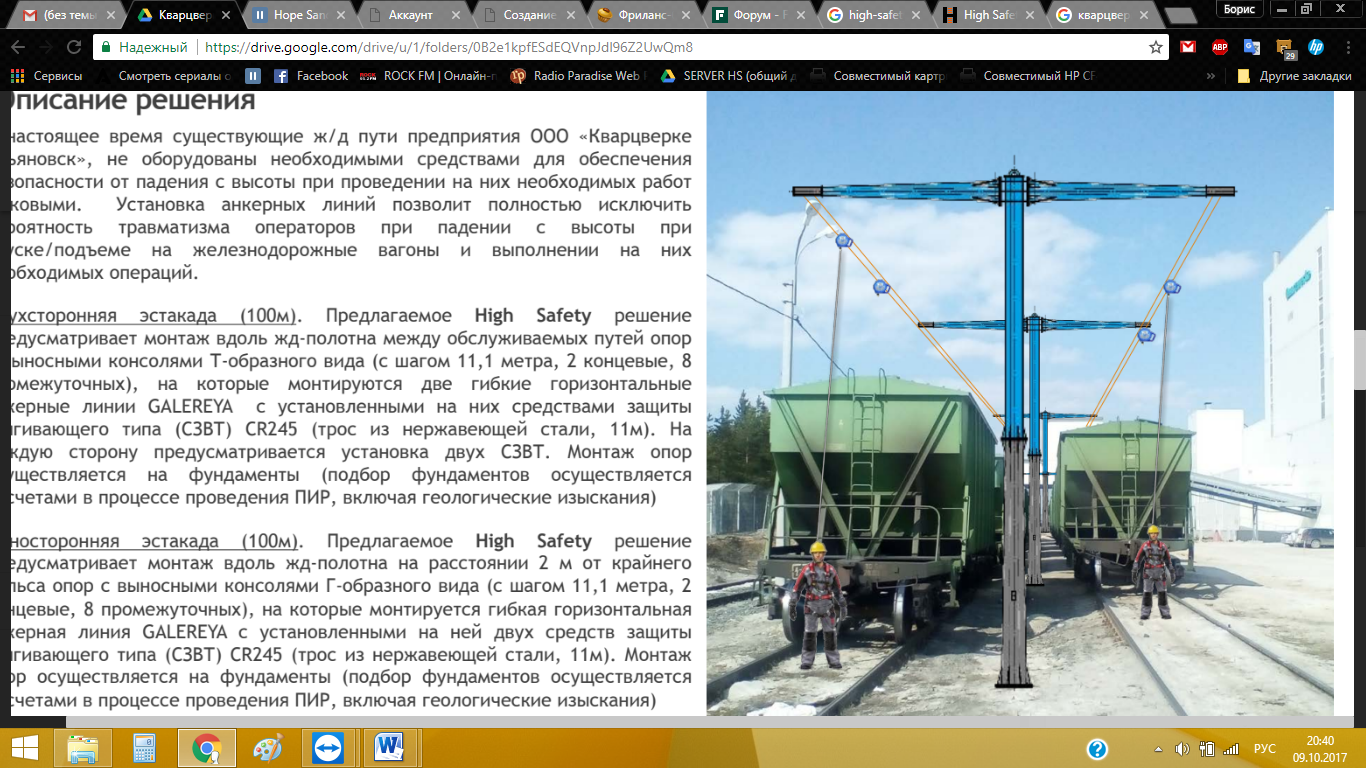 (без темы
Кварцвер
Hope San
Аккаунт
Создание
Фриланс-
Форум - F
high-safet
High Safe
кварцвер
Борис
Надежный
https://drive.google.com/drive/u/1/folders/0B2e1kpfESdEQVnpJdl96Z2UwQm8
ABP
29
Сервисы
Смотреть сериалы о
Facebook
ROCK FM | Онлайн-п
Radio Paradise Web
SERVER HS (общий д
Совместимый картр
Совместимый HP CF
Другие закладки
Описание решения
настоящее время существующие ж/д пути предприятия ООО «Кварцверке
ьяновск», не оборудованы необходимыми средствами для обеспечения
зопасности от падения с высоты при проведении на них необходимых работ
ковыми. Установка анкерных линий позволит полностью исключить
роятность травматизма операторов при падении с высоты при
уске/подъеме на железнодорожные вагоны и выполнении на них
обходимых операций.
ухсторонняя эстакада (100м). Предлагаемое High Safety решение
едусматривает монтаж вдоль жд-полотна между обслуживаемых путей опор
выносными консолями Т-образного вида (с шагом 11,1 метра, 2 концевые, 8
омежуточных), на которые монтируются две гибкие горизонтальные
керные линии GALEREYA с установленными на них средствами защиты
ягивающего типа (СЗВТ) CR245 (трос из нержавеющей стали, 11м). На
ждую сторону предусматривается установка двух СЗВТ. Монтаж опор
уществляется на фундаменты (подбор фундаментов осуществляется
счетами в процессе проведения ПИР, включая геологические изыскания)
носторонняя эстакада (100м). Предлагаемое High Safety решение
едусматривает монтаж вдоль жд-полотна на расстоянии 2 м от крайнего
льса опор с выносными консолями Г-образного вида (с шагом 11,1 метра, 2
нцевые, 8 промежуточных), на которые монтируется гибкая горизонтальная
керная линия GALEREYA с установленными на ней двух средств защиты
ягивающего типа (СЗВТ) CR245 (трос из нержавеющей стали, 11м). Монтаж
ор осуществляется на фундаменты (подбор фундаментов осуществляется
счетами в процессе проведения ПИР, включая геологические изыскания)
РУС
20:40
09.10.2017